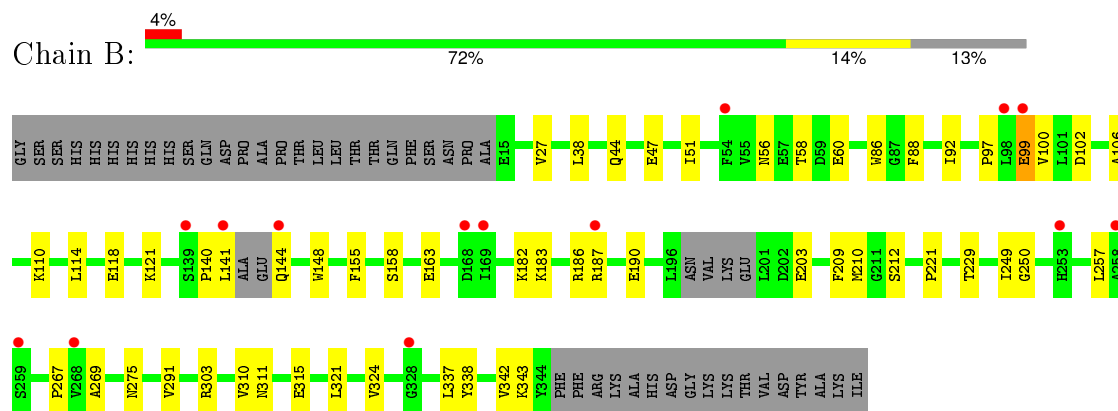 4%
Chain B:
72% 14% 13%
GLY SER SER HIS HIS HIS HIS HIS HIS SER GLN ASP PRO ALA PRO THR LEU LEU THR THR GLN PHE SER ASN PRO ALA E15 V27 L38 Q44 E47 I51 F54 V55 N56 E57 T58 D59 E60 W86 G87 F88 I92 P97 L98 E99 V100 L101 D102 A106
K110 L114 E118 K121 S139 P140 L141 ALA GLU Q144 W148 F155 S158 E163 D168 I169 K182 K183 R186 R187 E190 L196 ASN VAL LYS GLU L201 D202 E203 F209 M210 G211 S212 P221 T229 I249 G250 H253 L257 A258
S259 P267 V268 A269 N275 V291 R303 V310 N311 E315 L321 V324 G328 L337 Y338 V342 K343 Y344 PHE PHE ARG LYS ALA HIS ASP GLY LYS LYS THR VAL ASP TYR ALA LYS ILE